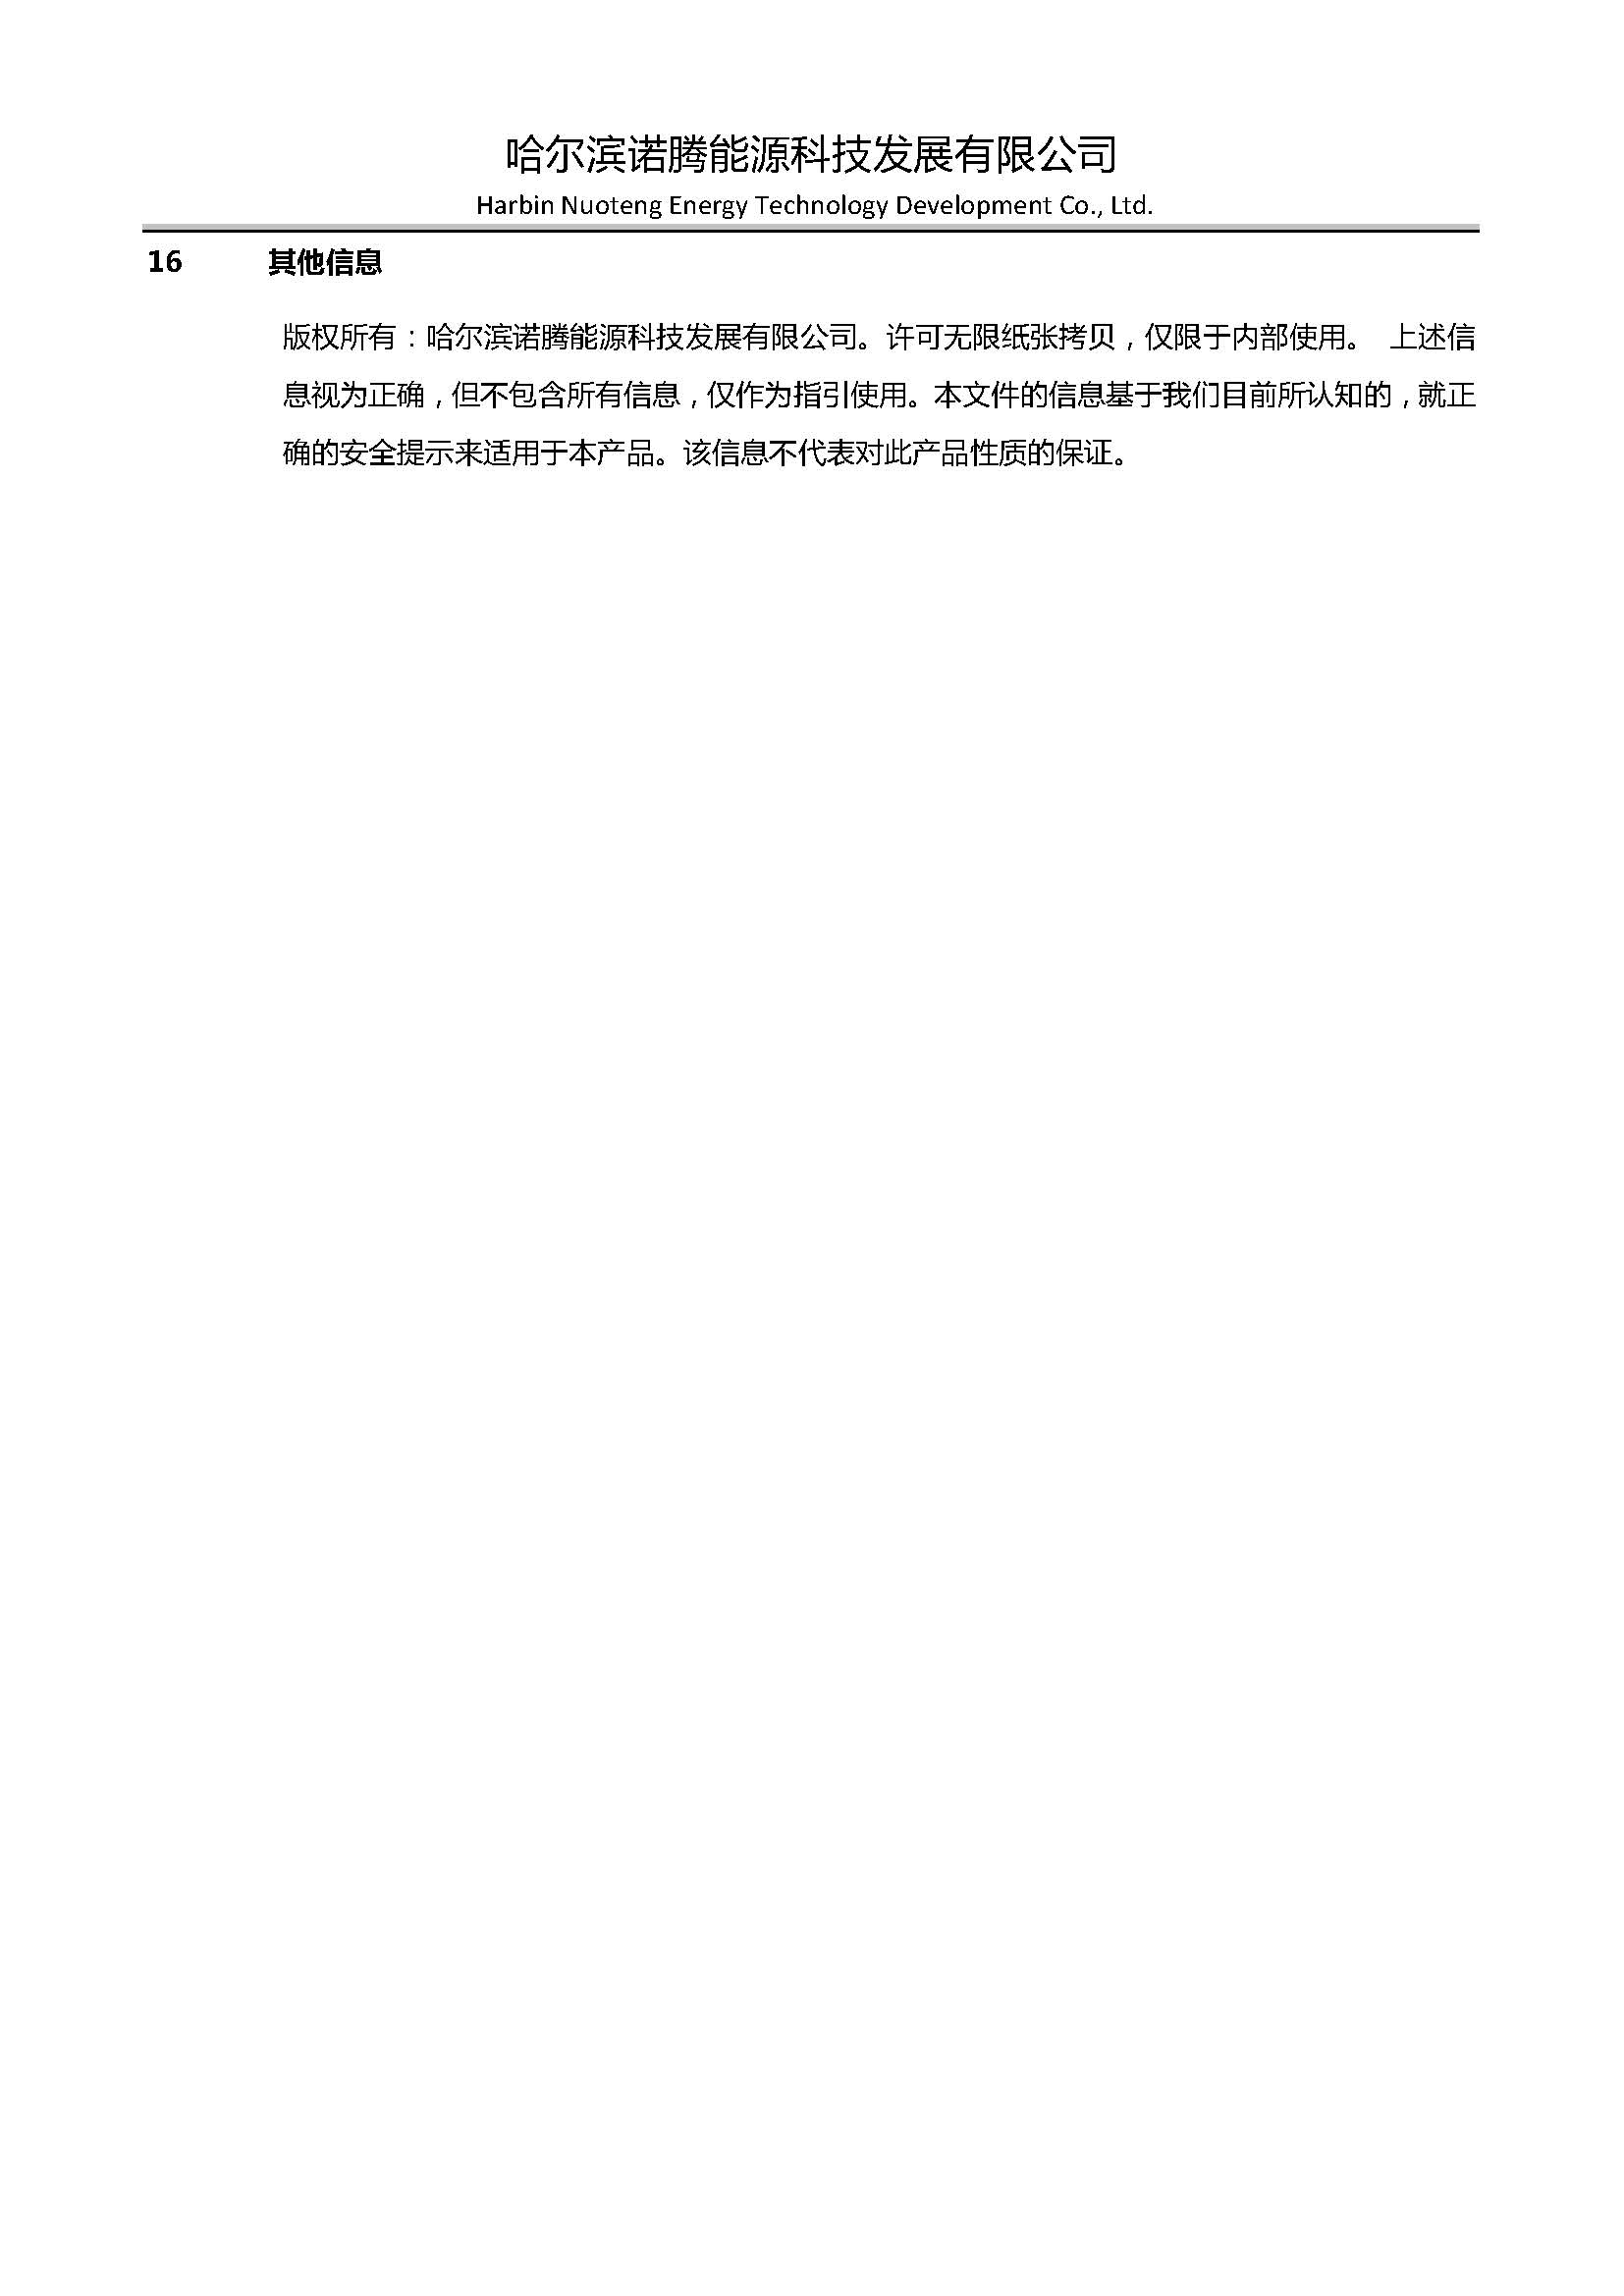 哈尔滨诺腾能源科技发展有限公司
Harbin Nuoteng Energy Technology Development Co., Ltd.
16 其他信息
版权所有：哈尔滨诺腾能源科技发展有限公司。许可无限纸张拷贝，仅限于内部使用。 上述信
息视为正确，但不包含所有信息，仅作为指引使用。本文件的信息基于我们目前所认知的，就正
确的安全提示来适用于本产品。该信息不代表对此产品性质的保证。